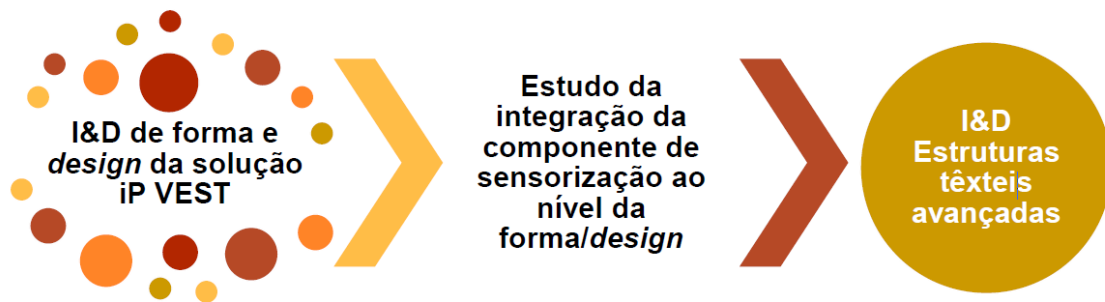 I&D de forma e
design da solução
iP VEST
Estudo da
integração da
componente de
sensorização ao
nível da
forma/design
I&D
Estruturas
têxteis
avançadas